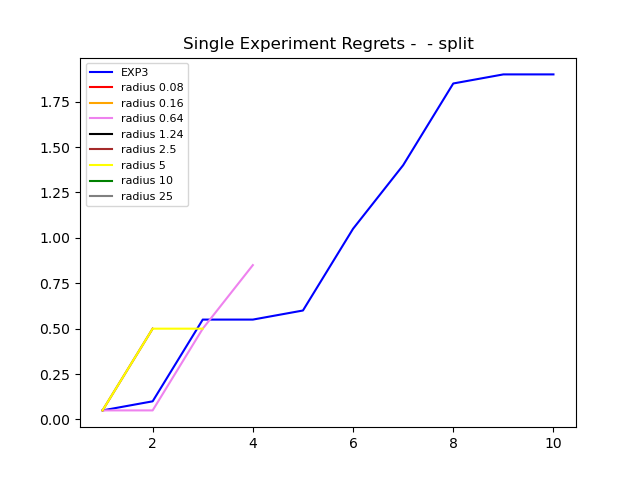 Single Experiment Regrets -  - split
EXP3
radius 0.08
radius 0.16
radius 0.64
radius 1.24
radius 2.5
radius 5
radius 10
radius 25
1.75
1.50
1.25
1.00
0.75
0.50
0.25
0.00
2 4 6 8 10